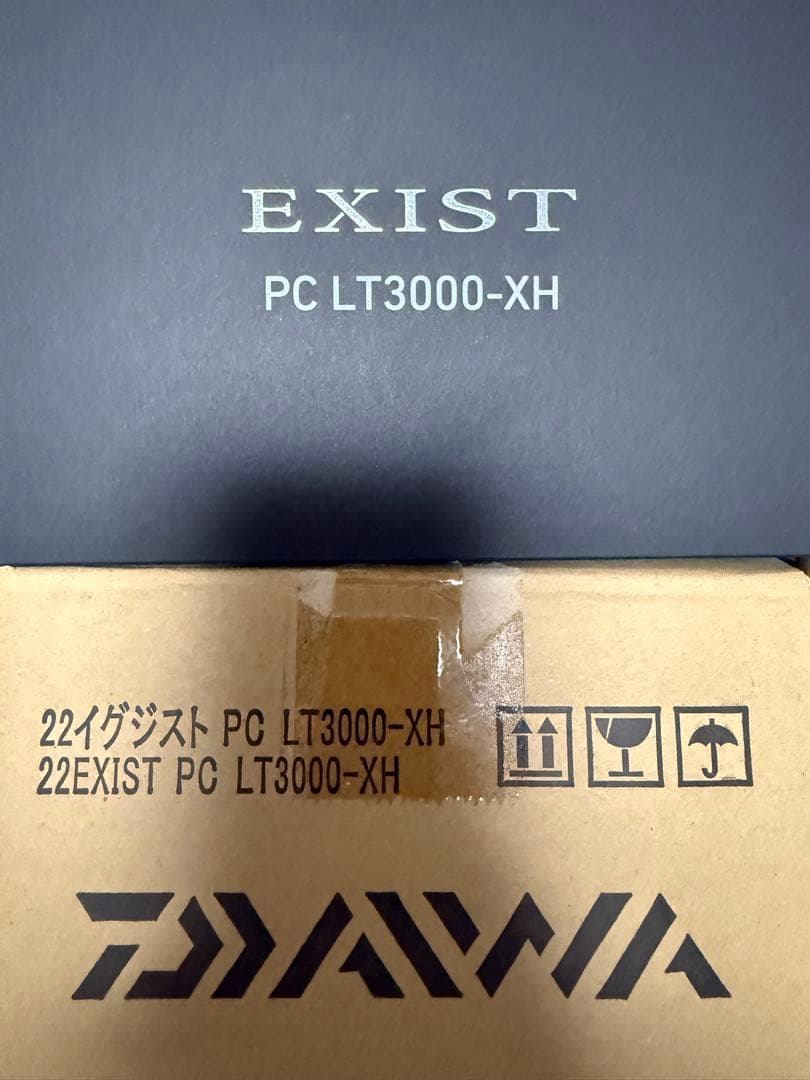 EXIST
PC LT3000-XH
22イグジスト PC LT3000-XH
22EXIST PC LT3000-XH
DAIWA